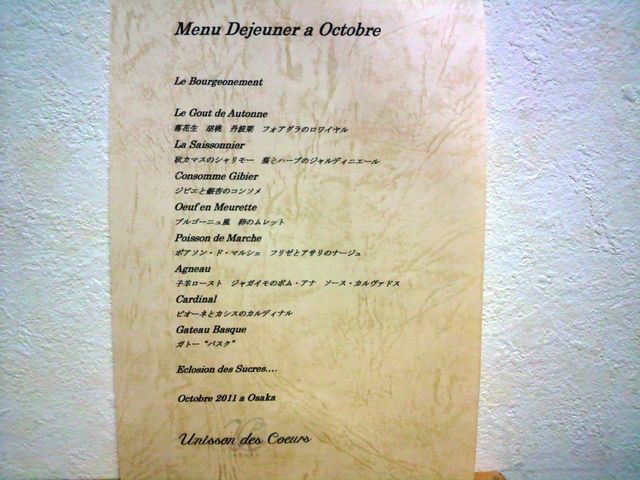 Menu Dejeuner a Octobre
Le Bourgeonement
Le Gout de Autonne
落花生 胡桃 丹波栗 フォアグラのロワイヤル
La Saissonnier
秋カマスのシャリモー 蕪とハーブのジャルディニエール
Consomme Gibier
ジビエと銀杏のコンソメ
Oeuf en Meurette
ブルゴーニュ風 卵のムレット
Poisson de Marche
ポアソン・ド・マルシェ フリゼとアサリのナージュ
Agneau
子羊ロースト ジャガイモのポム・アナ ソース・カルヴァドス
Cardinal
ピオーネとカシスのカルディナル
Gateau Basque
ガトー “バスク”
Eclosion des Sucres....
Octobre 2011 a Osaka
Unisson des Coeurs